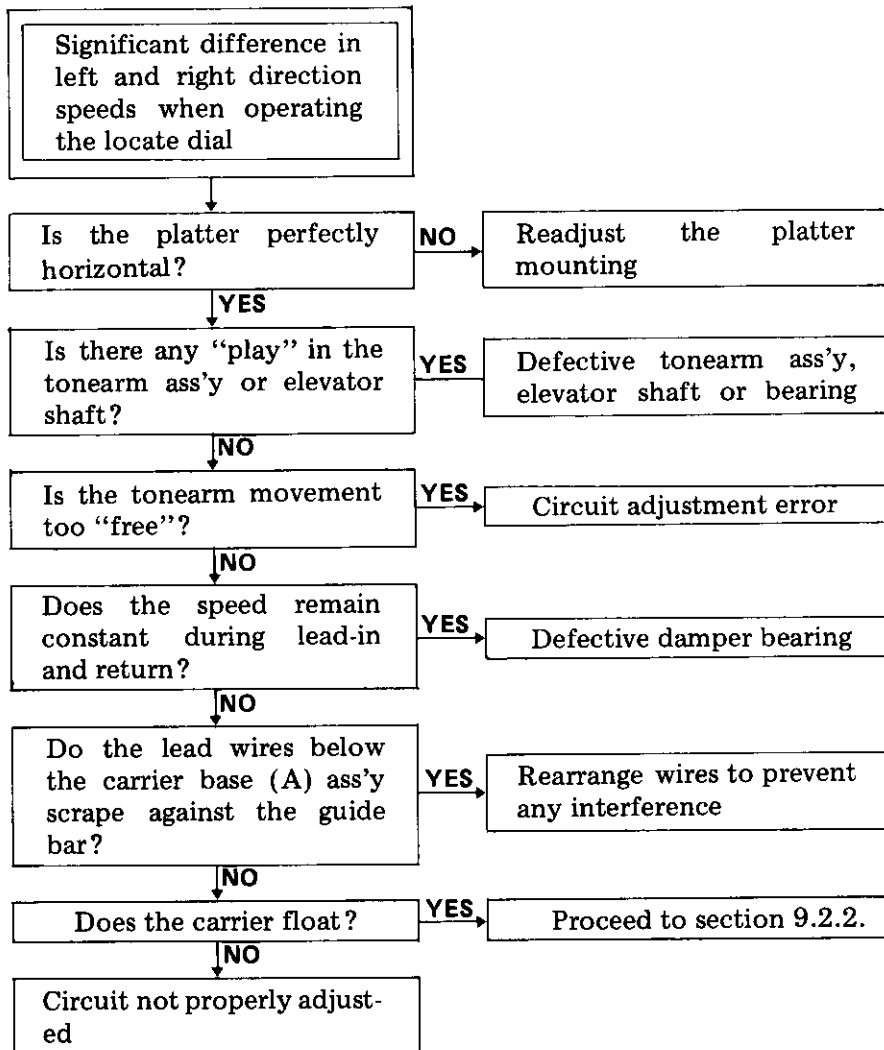 Significant difference in
left and right direction
speeds when operating
the locate dial
Is the platter perfectly
horizontal?
NO
Readjust the platter
mounting
YES
Is there any “play” in the
tonearm ass'y or elevator
shaft?
YES
Defective tonearm ass'y,
elevator shaft or bearing
NO
Is the tonearm movement
too “free”?
YES
Circuit adjustment error
NO
Does the speed remain
constant during lead-in
and return?
YES
Defective damper bearing
NO
Do the lead wires below
the carrier base (A) ass'y
scrape against the guide
bar?
YES
Rearrange wires to prevent
any interference
NO
Does the carrier float?
YES
Proceed to section 9.2.2.
NO
Circuit not properly adjust-
ed